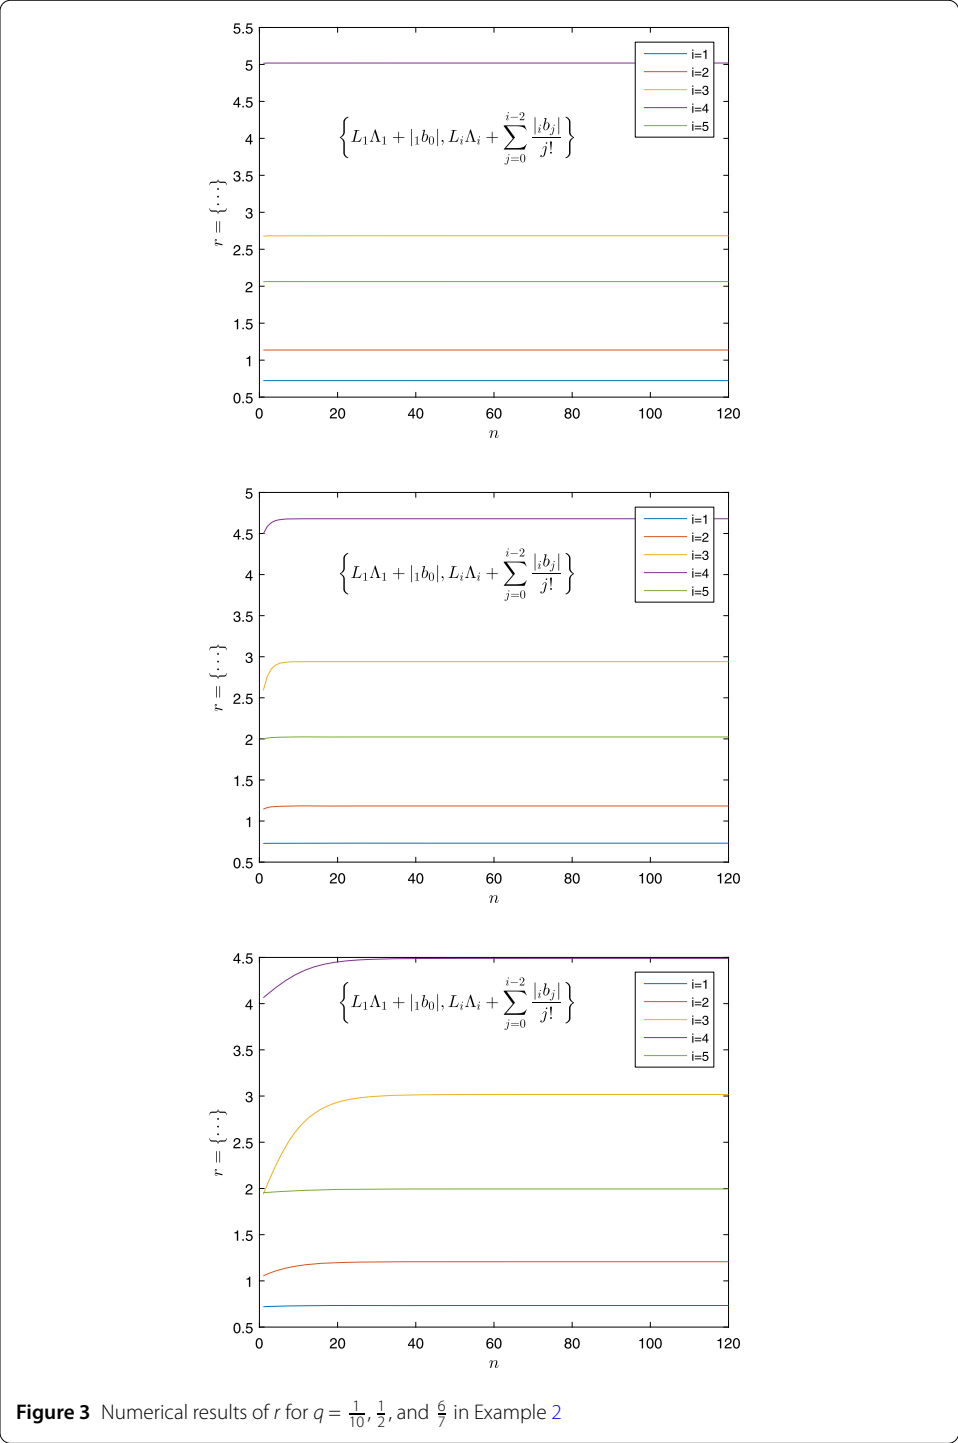 5.5
5
4.5
4
3.5
3
2.5
2
1.5
1
0.5
r = {⋯}
{L₁Λ₁ + |₁b₀|, LᵢΛᵢ + ∑_{j=0}^{i−2} |ᵢbⱼ|/j!}
i=1
i=2
i=3
i=4
i=5
0 20 40 60 80 100 120
n
5
4.5
4
3.5
3
2.5
2
1.5
1
0.5
r = {⋯}
{L₁Λ₁ + |₁b₀|, LᵢΛᵢ + ∑_{j=0}^{i−2} |ᵢbⱼ|/j!}
i=1
i=2
i=3
i=4
i=5
0 20 40 60 80 100 120
n
4.5
4
3.5
3
2.5
2
1.5
1
0.5
r = {⋯}
{L₁Λ₁ + |₁b₀|, LᵢΛᵢ + ∑_{j=0}^{i−2} |ᵢbⱼ|/j!}
i=1
i=2
i=3
i=4
i=5
0 20 40 60 80 100 120
n
Figure 3 Numerical results of r for q = 1/10, 1/2, and 6/7 in Example 2